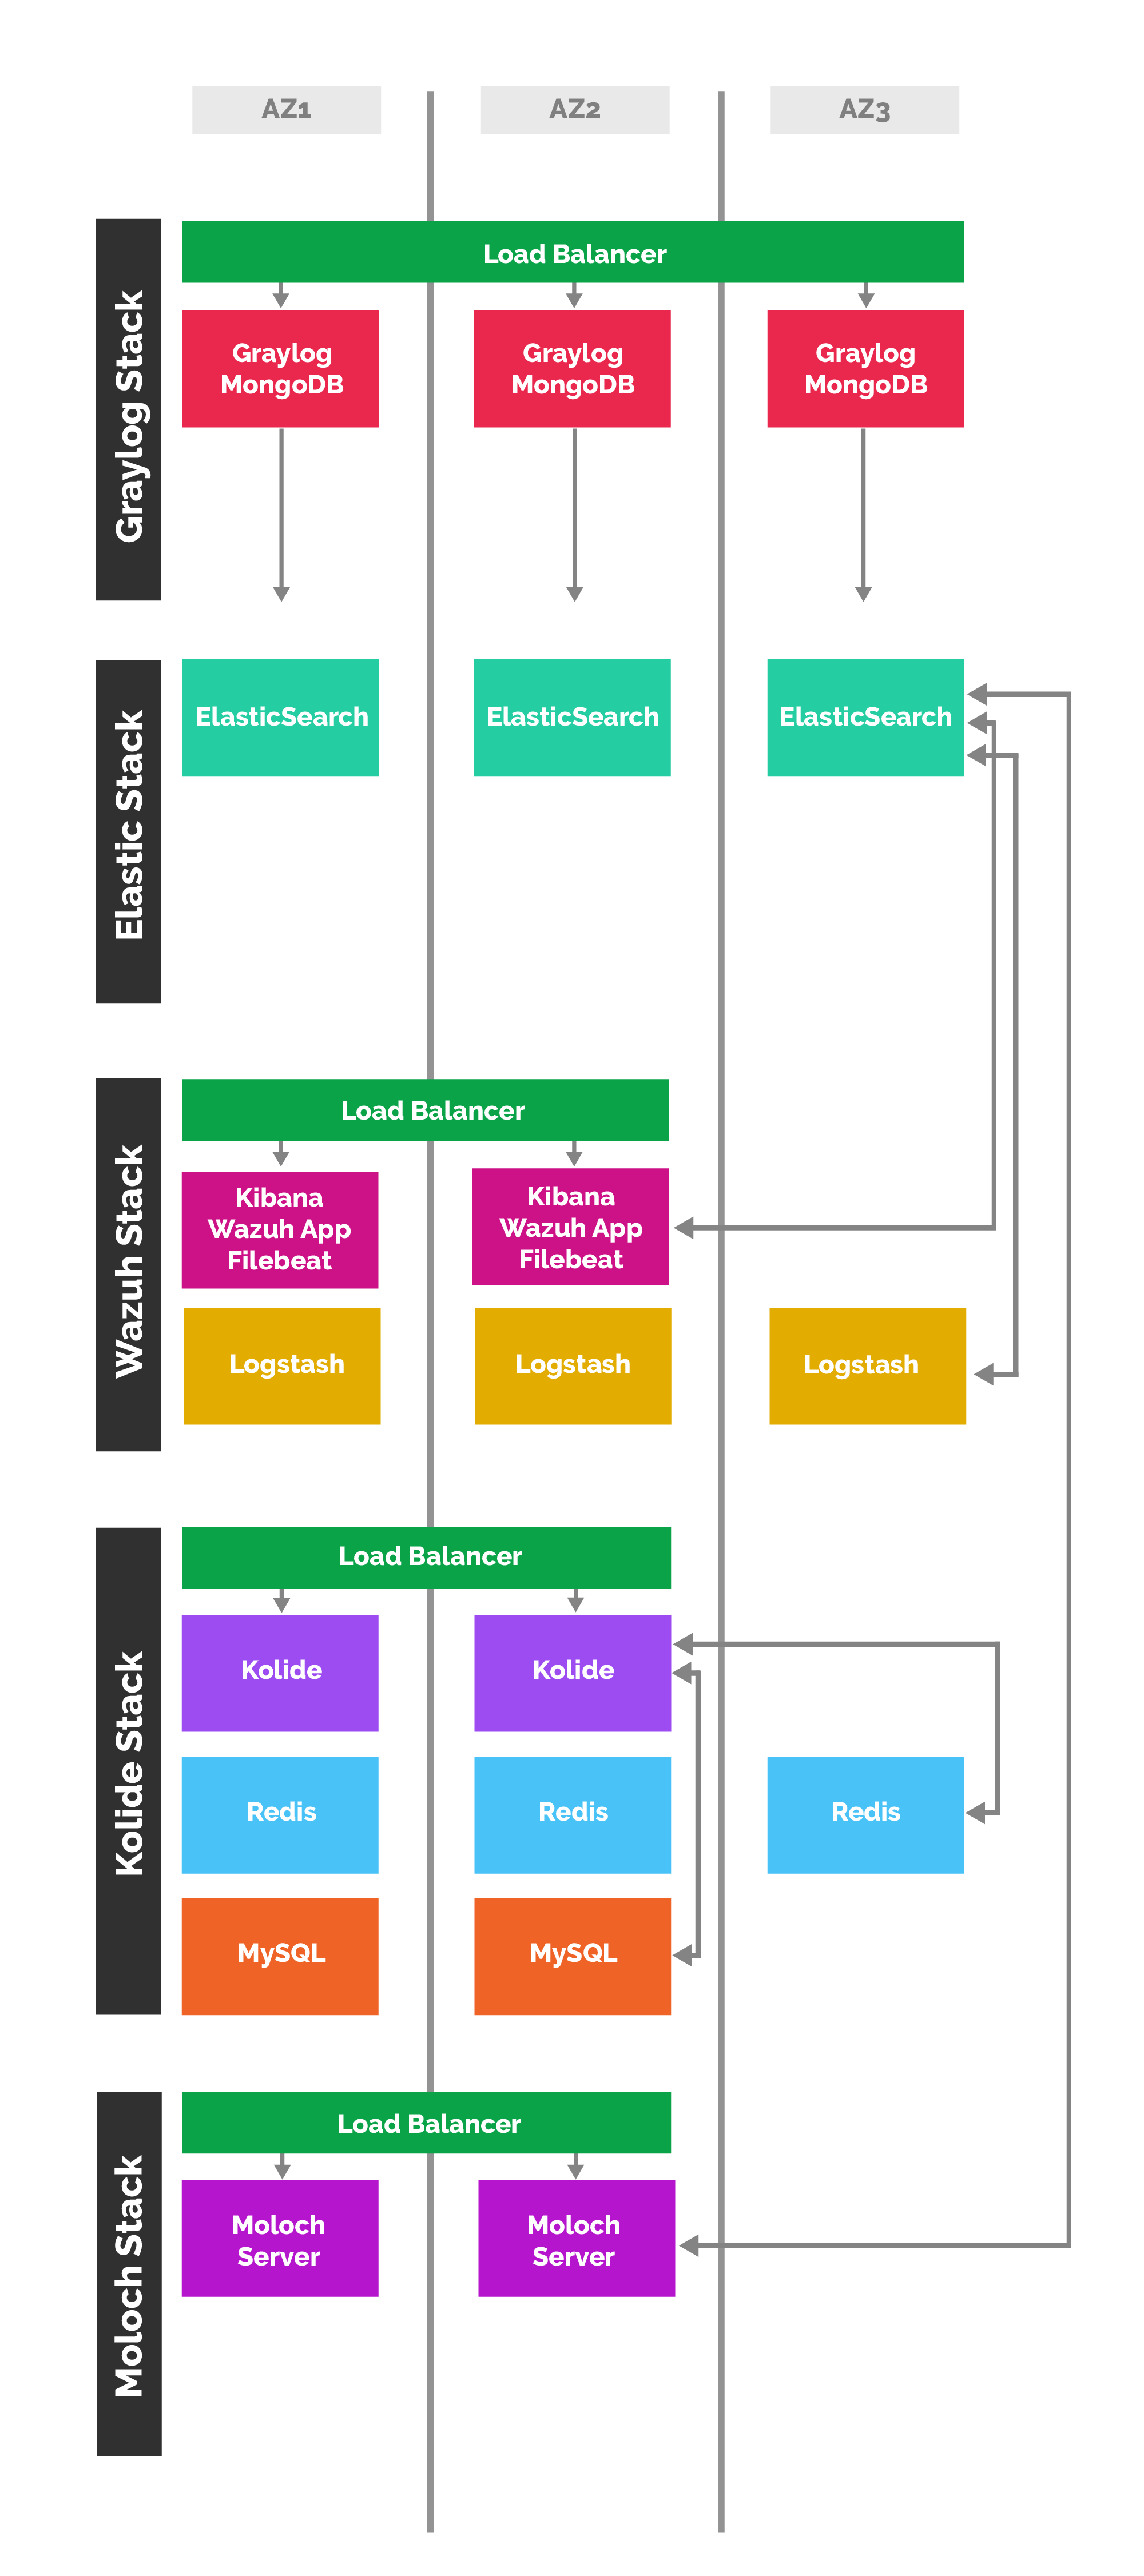 AZ1
AZ2
AZ3
Graylog Stack
Load Balancer
Graylog
MongoDB
Graylog
MongoDB
Graylog
MongoDB
Elastic Stack
ElasticSearch
ElasticSearch
ElasticSearch
Wazuh Stack
Load Balancer
Kibana
Wazuh App
Filebeat
Kibana
Wazuh App
Filebeat
Logstash
Logstash
Logstash
Kolide Stack
Load Balancer
Kolide
Kolide
Redis
Redis
Redis
MySQL
MySQL
Moloch Stack
Load Balancer
Moloch
Server
Moloch
Server